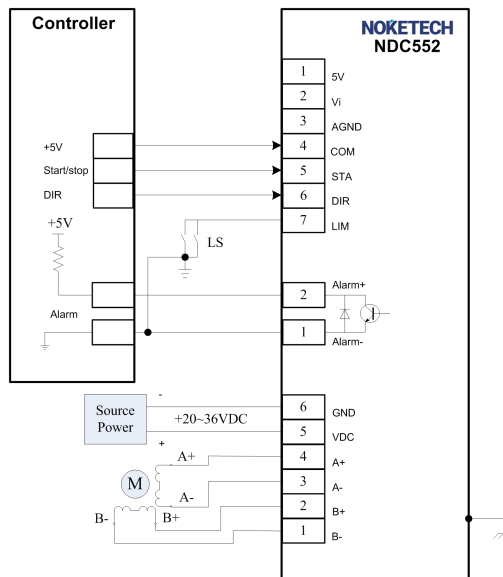 Controller
NOKETECH
NDC552
1 5V
2 Vi
3 AGND
+5V 4 COM
Start/stop 5 STA
DIR 6 DIR
+5V 7 LIM
LS
2 Alarm+
Alarm
1 Alarm-
Source Power
-
+20~36VDC
+
6 GND
5 VDC
A+ 4 A+
M
A- 3 A-
B- B+ 2 B+
1 B-